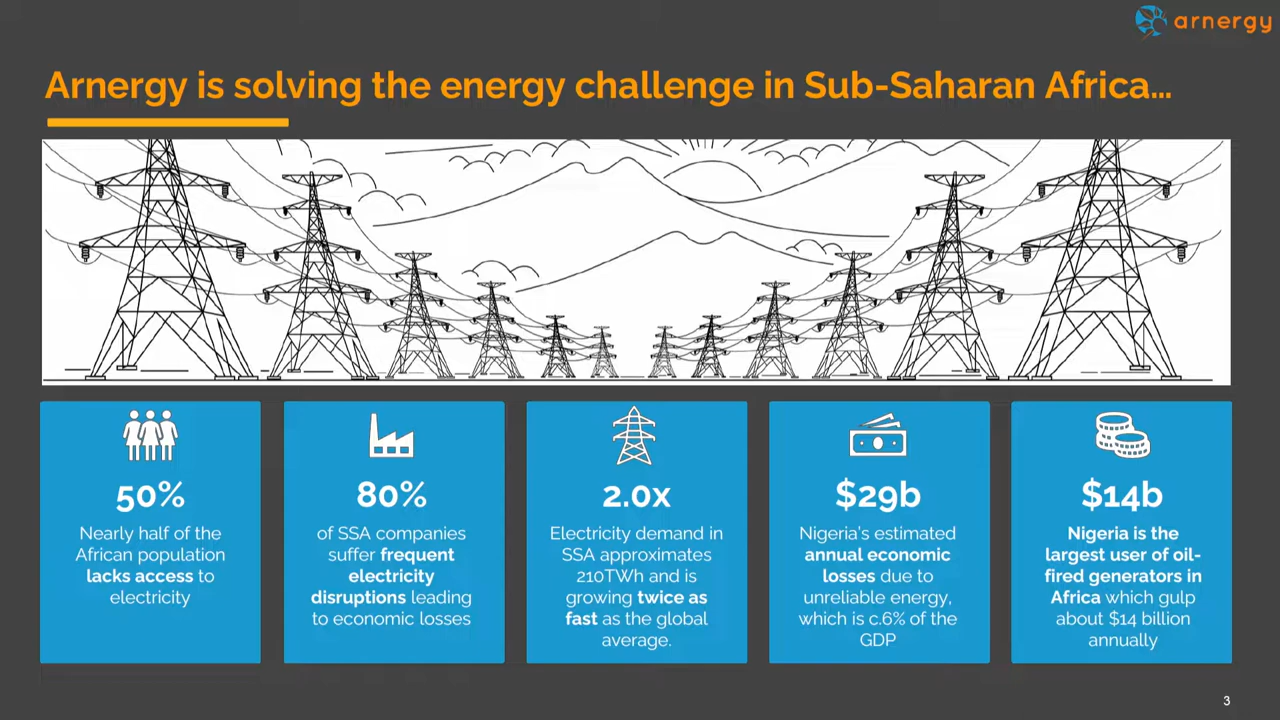 arnergy
Arnergy is solving the energy challenge in Sub-Saharan Africa...
50%
Nearly half of the
African population
lacks access to
electricity
80%
of SSA companies
suffer frequent
electricity
disruptions leading
to economic losses
2.0x
Electricity demand in
SSA approximates
210TWh and is
growing twice as
fast as the global
average.
$29b
Nigeria's estimated
annual economic
losses due to
unreliable energy,
which is c.6% of the
GDP
$14b
Nigeria is the
largest user of oil-
fired generators in
Africa which gulp
about $14 billion
annually
3